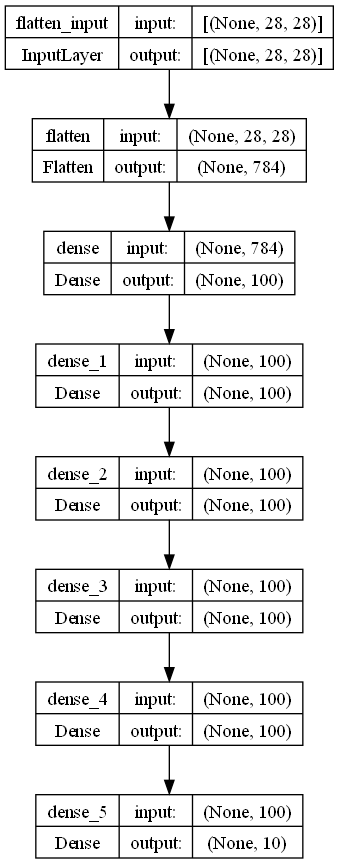 flatten_input input: [(None, 28, 28)]
InputLayer output: [(None, 28, 28)]
flatten input: (None, 28, 28)
Flatten output: (None, 784)
dense input: (None, 784)
Dense output: (None, 100)
dense_1 input: (None, 100)
Dense output: (None, 100)
dense_2 input: (None, 100)
Dense output: (None, 100)
dense_3 input: (None, 100)
Dense output: (None, 100)
dense_4 input: (None, 100)
Dense output: (None, 100)
dense_5 input: (None, 100)
Dense output: (None, 10)